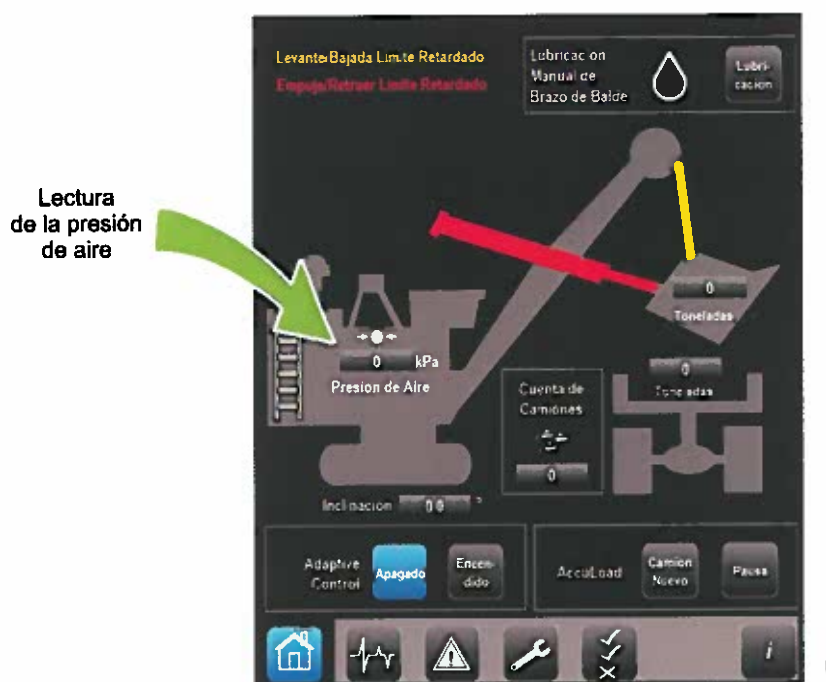 Levante/Bajada Limite Retardado
Empuje/Retraer Limite Retardado
Lubricacion
Manual de
Brazo de Balde
Lubri-
cacion
Lectura
de la presión
de aire
0
Toneladas
0 kPa
Presion de Aire
0
Toneladas
Cuenta de
Camiones
0
Inclinacion 0.0 °
Adaptive
Control
Apagado
Encen-
dido
AccuLoad
Camion
Nuevo
Pausa
i